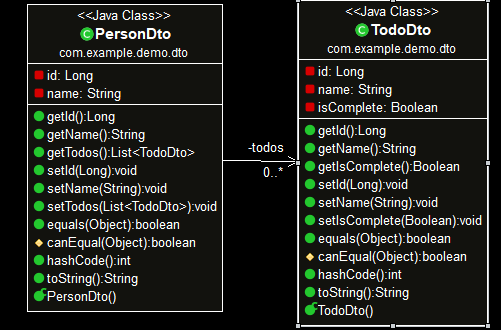 <<Java Class>>
PersonDto
com.example.demo.dto
id: Long
name: String
getId():Long
getName():String
getTodos():List<TodoDto>
setId(Long):void
setName(String):void
setTodos(List<TodoDto>):void
equals(Object):boolean
canEqual(Object):boolean
hashCode():int
toString():String
PersonDto()
-todos
0..*
<<Java Class>>
TodoDto
com.example.demo.dto
id: Long
name: String
isComplete: Boolean
getId():Long
getName():String
getIsComplete():Boolean
setId(Long):void
setName(String):void
setIsComplete(Boolean):void
equals(Object):boolean
canEqual(Object):boolean
hashCode():int
toString():String
TodoDto()